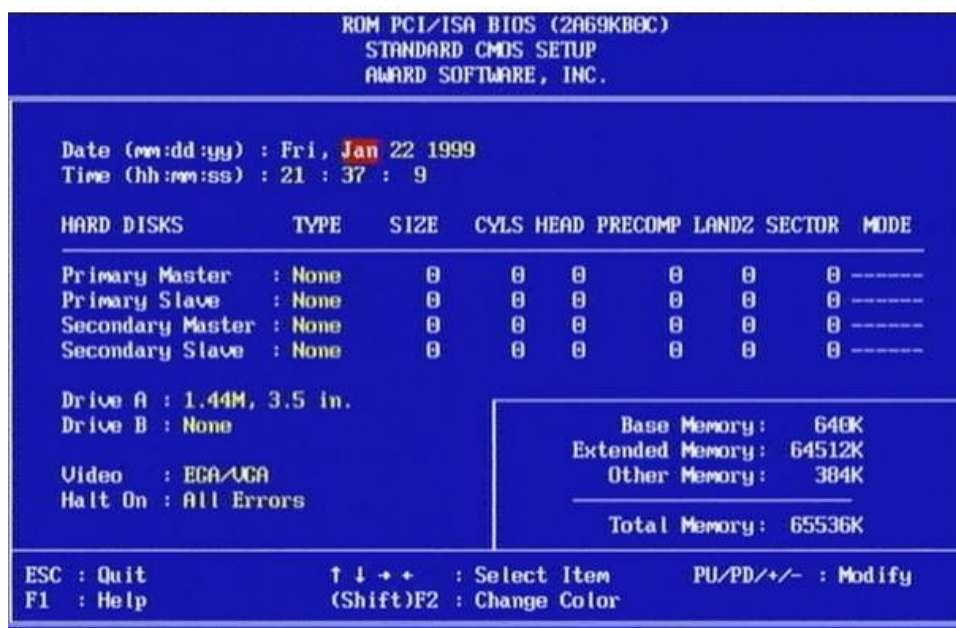 ROM PCI/ISA BIOS (2A69KB0C)
STANDARD CMOS SETUP
AWARD SOFTWARE, INC.
Date (mm:dd:yy) : Fri, Jan 22 1999
Time (hh:mm:ss) : 21 : 37 : 9
HARD DISKS TYPE SIZE CYLS HEAD PRECOMP LANDZ SECTOR MODE
Primary Master : None 0 0 0 0 0 0 ------
Primary Slave : None 0 0 0 0 0 0 ------
Secondary Master : None 0 0 0 0 0 0 ------
Secondary Slave : None 0 0 0 0 0 0 ------
Drive A : 1.44M, 3.5 in.
Drive B : None
Video : EGA/VGA
Halt On : All Errors
Base Memory: 640K
Extended Memory: 64512K
Other Memory: 384K
Total Memory: 65536K
ESC : Quit ↑ ↓ → ← : Select Item PU/PD/+/- : Modify
F1 : Help (Shift)F2 : Change Color